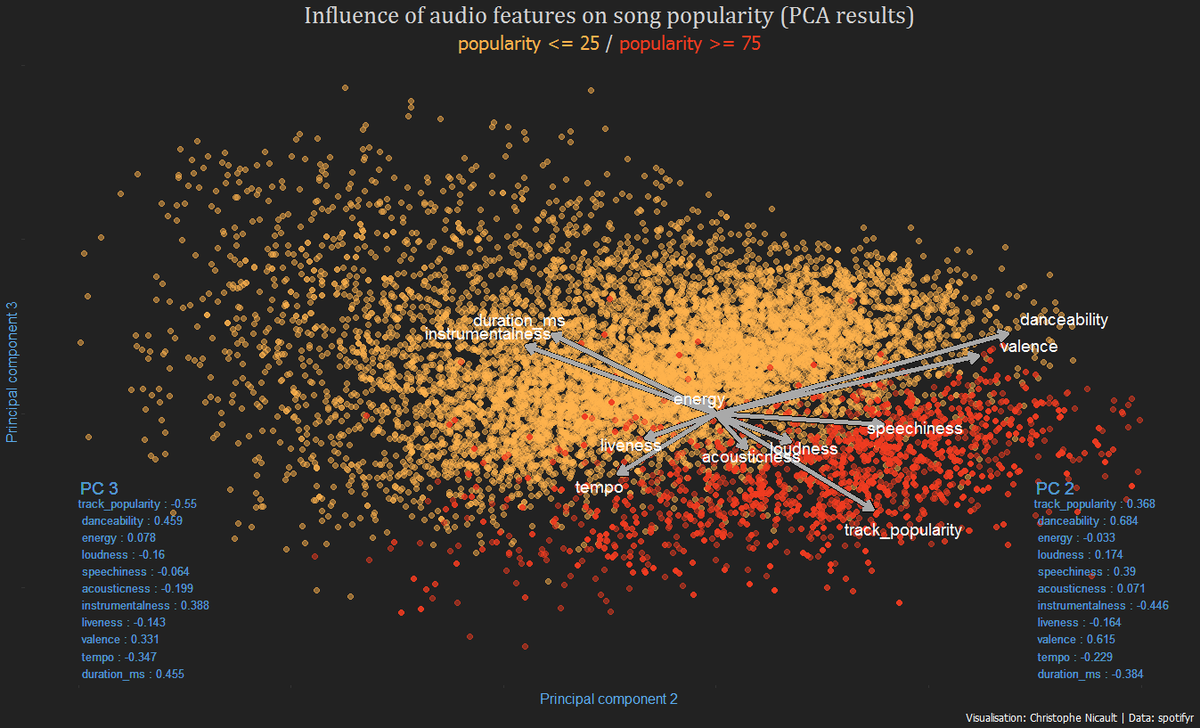 Influence of audio features on song popularity (PCA results)
popularity <= 25 / popularity >= 75
Principal component 3
duration_ms
instrumentalness
danceability
valence
energy
speechiness
liveness
loudness
acousticness
tempo
track_popularity
PC 3
track_popularity : -0.55
danceability : 0.459
energy : 0.078
loudness : -0.16
speechiness : -0.064
acousticness : -0.199
instrumentalness : 0.388
liveness : -0.143
valence : 0.331
tempo : -0.347
duration_ms : 0.455
PC 2
track_popularity : 0.368
danceability : 0.684
energy : -0.033
loudness : 0.174
speechiness : 0.39
acousticness : 0.071
instrumentalness : -0.446
liveness : -0.164
valence : 0.615
tempo : -0.229
duration_ms : -0.384
Principal component 2
Visualisation: Christophe Nicault | Data: spotifyr